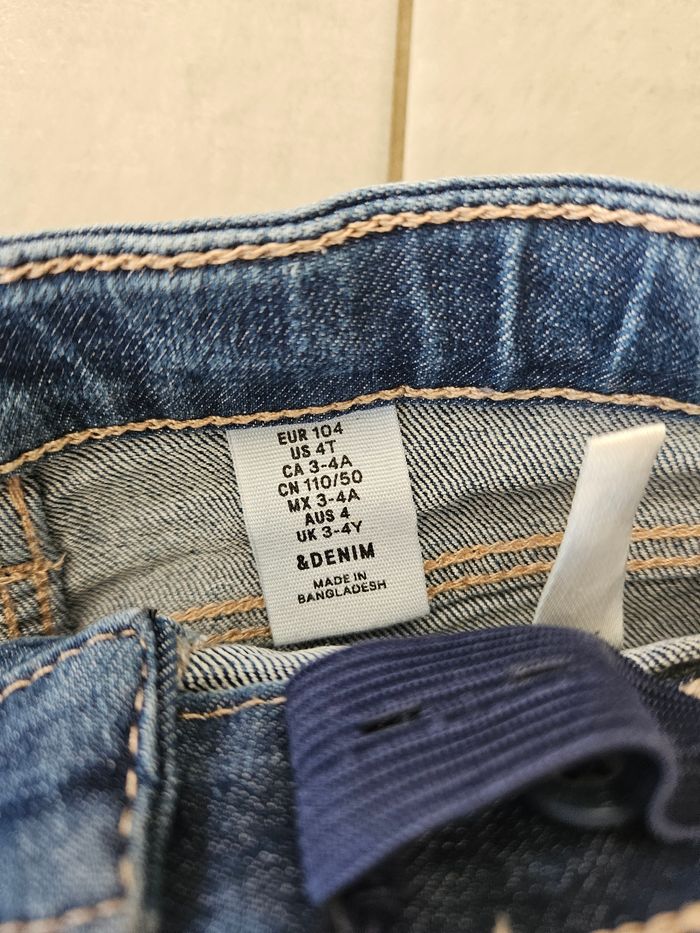 EUR 104
US 4T
CA 3-4A
CN 110/50
MX 3-4A
AUS 4
UK 3-4Y
&DENIM
MADE IN
BANGLADESH